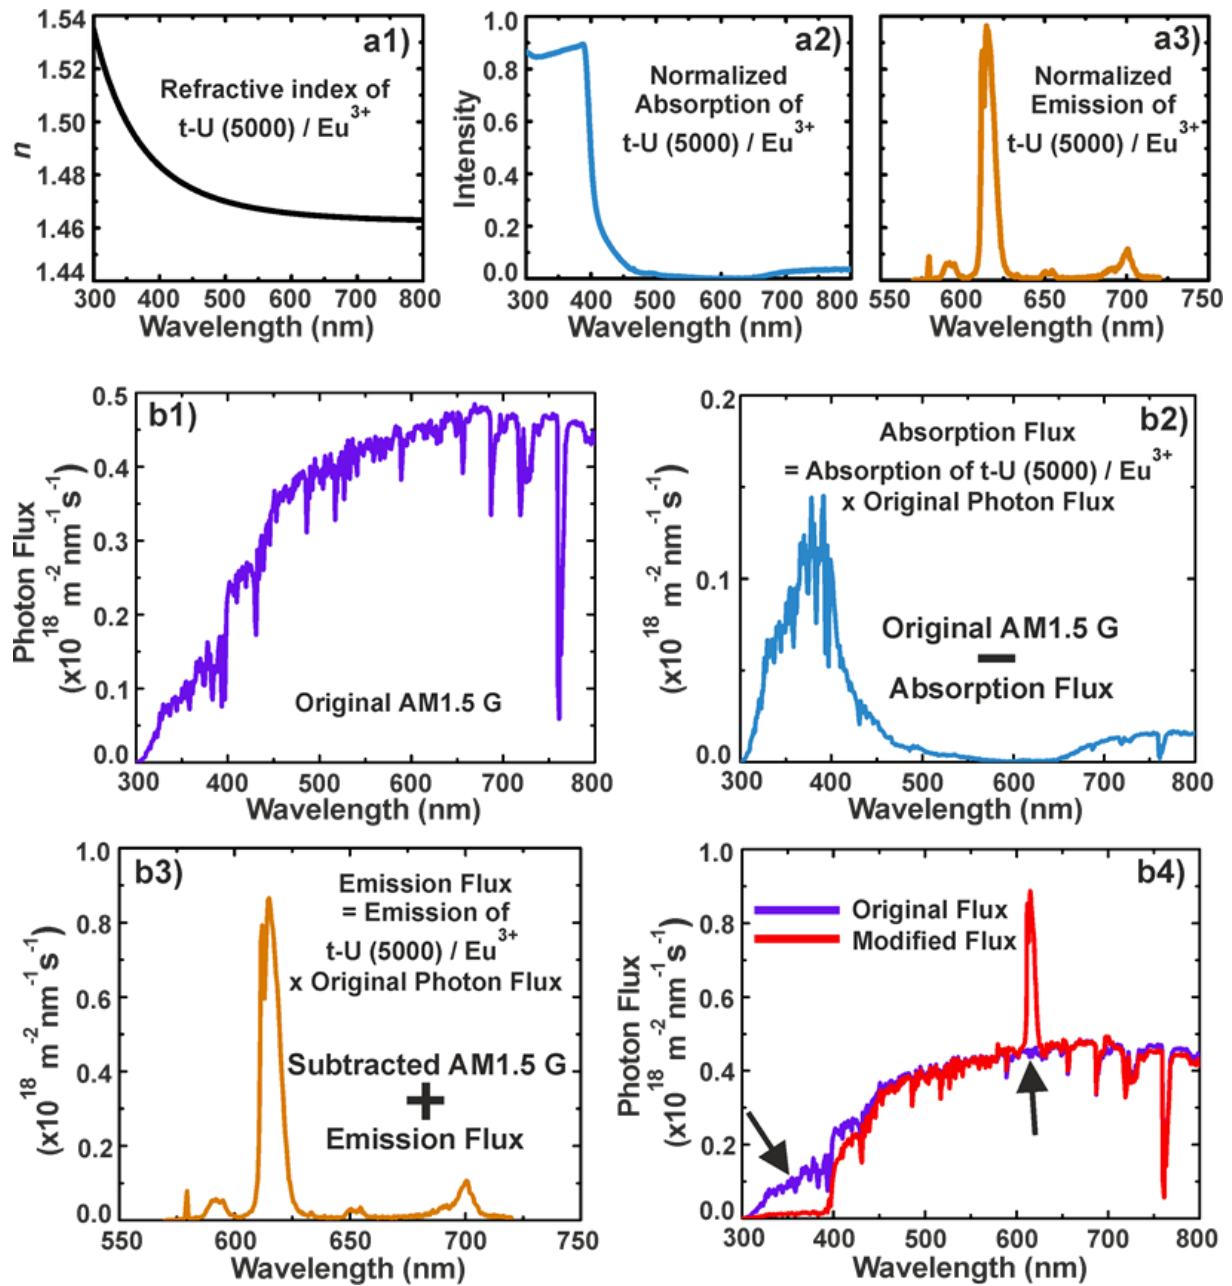 a1)
Refractive index of
t-U (5000) / Eu3+
n
1.54
1.52
1.50
1.48
1.46
1.44
300 400 500 600 700 800
Wavelength (nm)
a2)
Normalized
Absorption of
t-U (5000) / Eu3+
Intensity
1.0
0.8
0.6
0.4
0.2
0.0
300 400 500 600 700 800
Wavelength (nm)
a3)
Normalized
Emission of
t-U (5000) / Eu3+
550 600 650 700 750
Wavelength (nm)
b1)
Photon Flux
(x10 18 m-2 nm-1 s-1)
0.5
0.4
0.3
0.2
0.1
0.0
Original AM1.5 G
300 400 500 600 700 800
Wavelength (nm)
b2)
(x10 18 m-2 nm-1 s-1)
0.2
0.1
0.0
Absorption Flux
= Absorption of t-U (5000) / Eu3+
x Original Photon Flux
Original AM1.5 G
−
Absorption Flux
300 400 500 600 700 800
Wavelength (nm)
b3)
(x10 18 m-2 nm-1 s-1)
1.0
0.8
0.6
0.4
0.2
0.0
Emission Flux
= Emission of
t-U (5000) / Eu3+
x Original Photon Flux
Subtracted AM1.5 G
+
Emission Flux
550 600 650 700 750
Wavelength (nm)
b4)
Photon Flux
(x10 18 m-2 nm-1 s-1)
1.0
0.8
0.6
0.4
0.2
0.0
Original Flux
Modified Flux
300 400 500 600 700 800
Wavelength (nm)